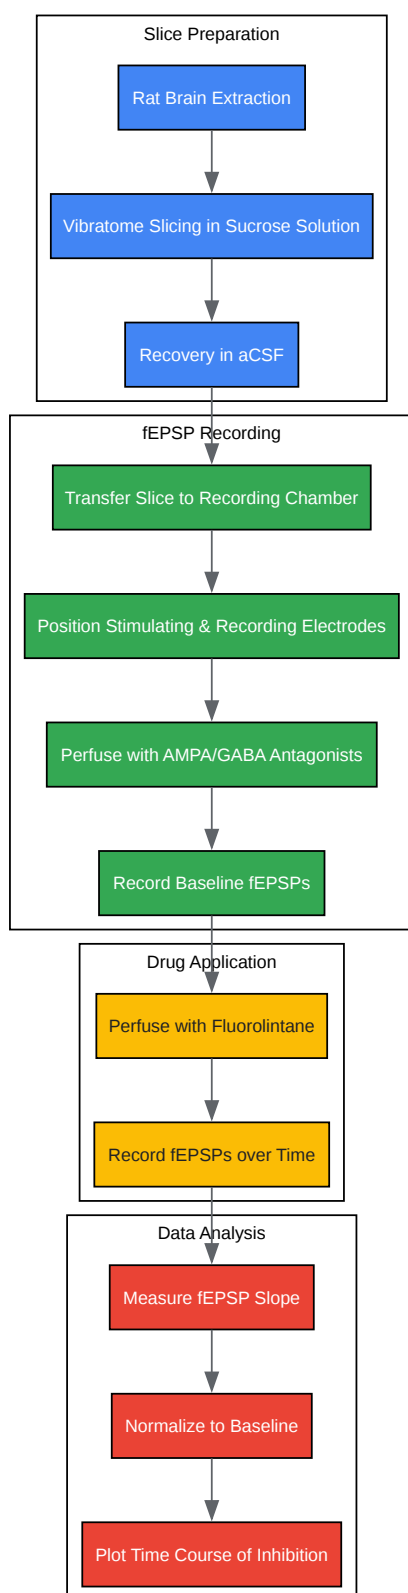 Slice Preparation
Rat Brain Extraction
Vibratome Slicing in Sucrose Solution
Recovery in aCSF
fEPSP Recording
Transfer Slice to Recording Chamber
Position Stimulating & Recording Electrodes
Perfuse with AMPA/GABA Antagonists
Record Baseline fEPSPs
Drug Application
Perfuse with Fluorolintane
Record fEPSPs over Time
Data Analysis
Measure fEPSP Slope
Normalize to Baseline
Plot Time Course of Inhibition